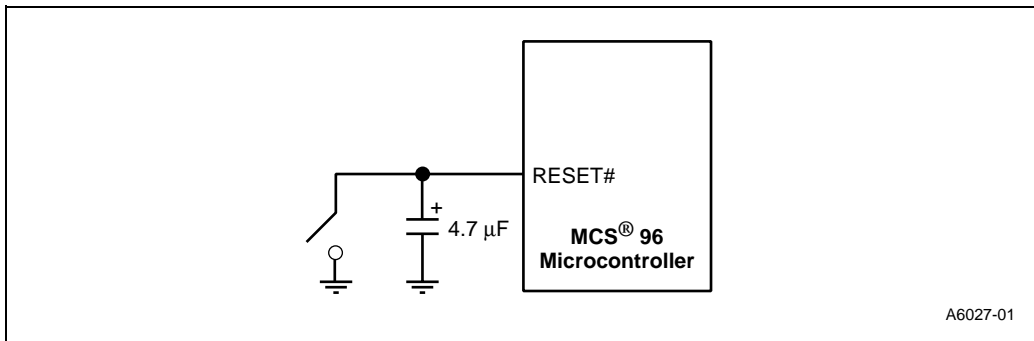 RESET#
+
4.7 µF
MCS® 96
Microcontroller
A6027-01